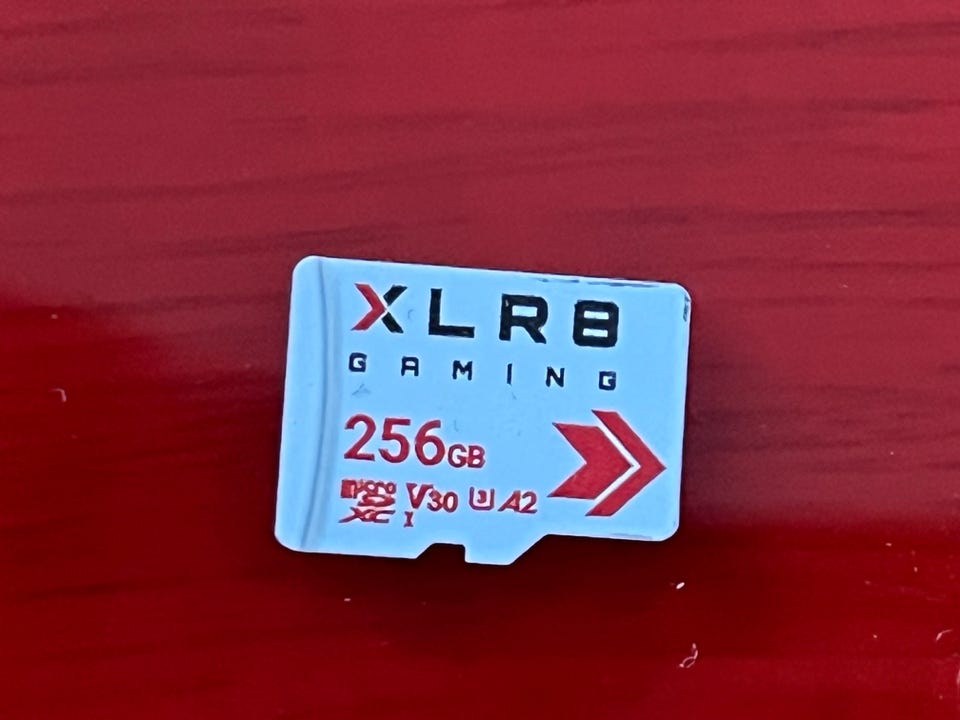 XLR8
GAMING
256GB
micro SD XC I V30 U3 A2